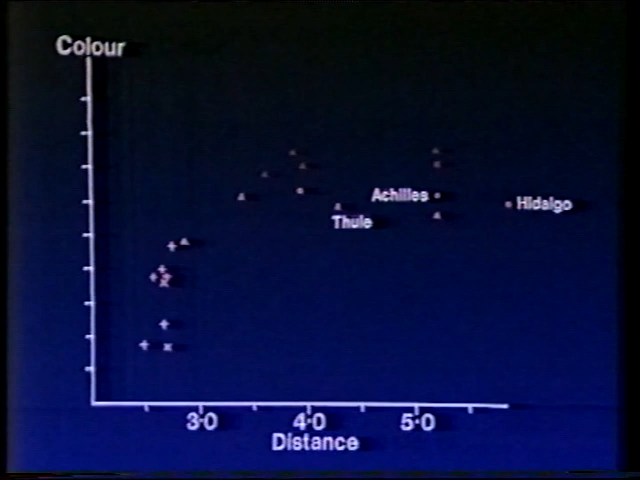 Colour
Achilles
Hidalgo
Thule
3·0
4·0
5·0
Distance